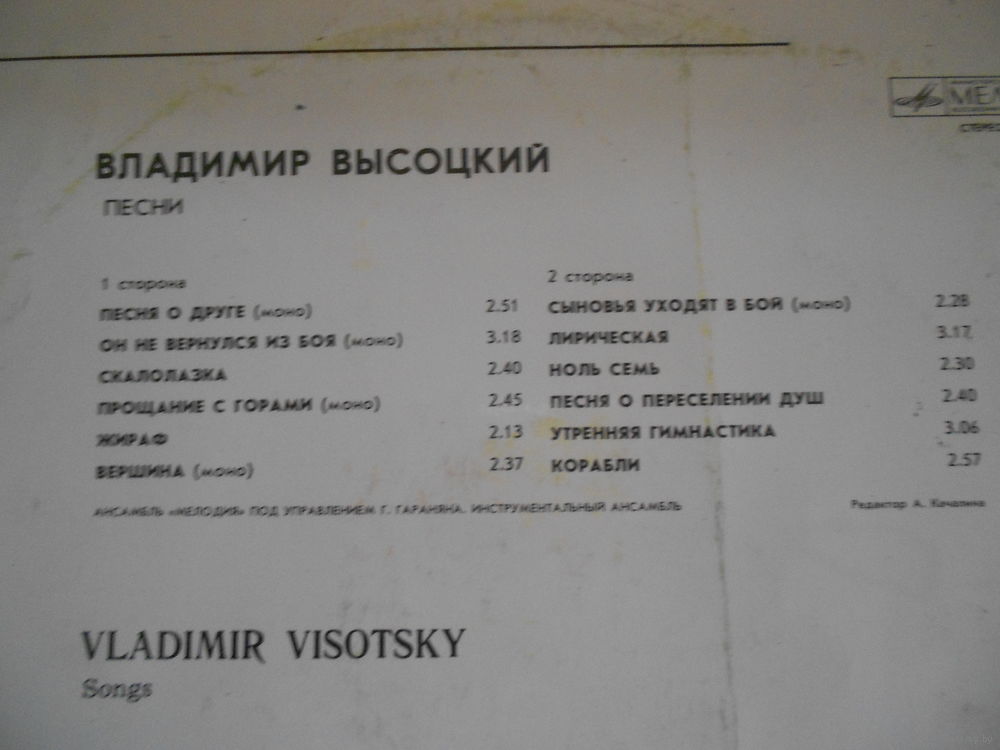 МЕЛ
СТЕРЕО
ВЛАДИМИР ВЫСОЦКИЙ
ПЕСНИ
1 сторона
ПЕСНЯ О ДРУГЕ (моно) 2.51
ОН НЕ ВЕРНУЛСЯ ИЗ БОЯ (моно) 3.18
СКАЛОЛАЗКА 2.40
ПРОЩАНИЕ С ГОРАМИ (моно) 2.45
ЖИРАФ 2.13
ВЕРШИНА (моно) 2.37
2 сторона
СЫНОВЬЯ УХОДЯТ В БОЙ (моно) 2.28
ЛИРИЧЕСКАЯ 3.17
НОЛЬ СЕМЬ 2.30
ПЕСНЯ О ПЕРЕСЕЛЕНИИ ДУШ 2.40
УТРЕННЯЯ ГИМНАСТИКА 3.06
КОРАБЛИ 2.57
АНСАМБЛЬ «МЕЛОДИЯ» ПОД УПРАВЛЕНИЕМ Г. ГАРАНЯНА. ИНСТРУМЕНТАЛЬНЫЙ АНСАМБЛЬ
Редактор А. Качалина
VLADIMIR VISOTSKY
Songs